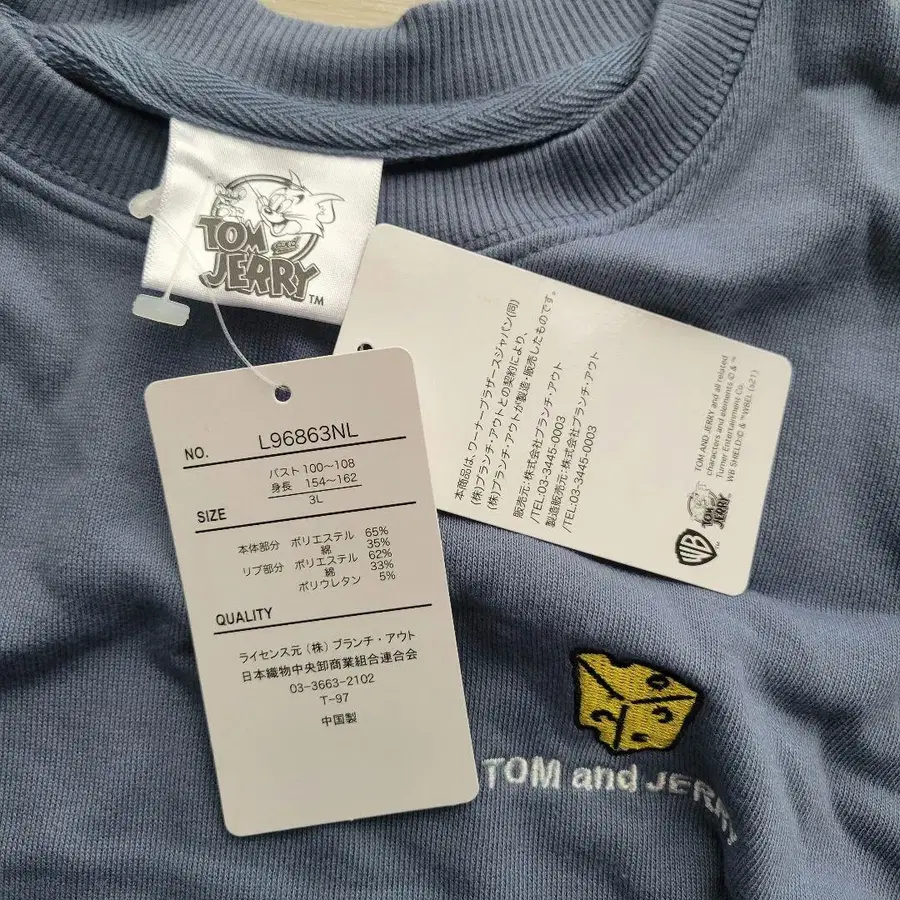 TOM
JERRY
TM
NO. L96863NL
バスト 100～108
身長 154～162
3L
SIZE
本体部分 ポリエステル 65%
綿 35%
リブ部分 ポリエステル 62%
綿 33%
ポリウレタン 5%
QUALITY
ライセンス元(株)ブランチ・アウト
日本織物中央卸商業組合連合会
03-3663-2102
T-97
中国製
本商品は、ワーナーブラザースジャパン(同)
(株)ブランチ・アウトとの契約により、
(株)ブランチ・アウトが製造・販売したものです。
販売元:株式会社ブランチ・アウト
/TEL:03-3445-0003
製造販売元:株式会社ブランチ・アウト
/TEL:03-3445-0003
TOM AND JERRY and all related
characters and elements © & ™
Turner Entertainment Co.
WB SHIELD: © & ™ WBEL (s21)
WB
TOM
JERRY
TOM and JERRY